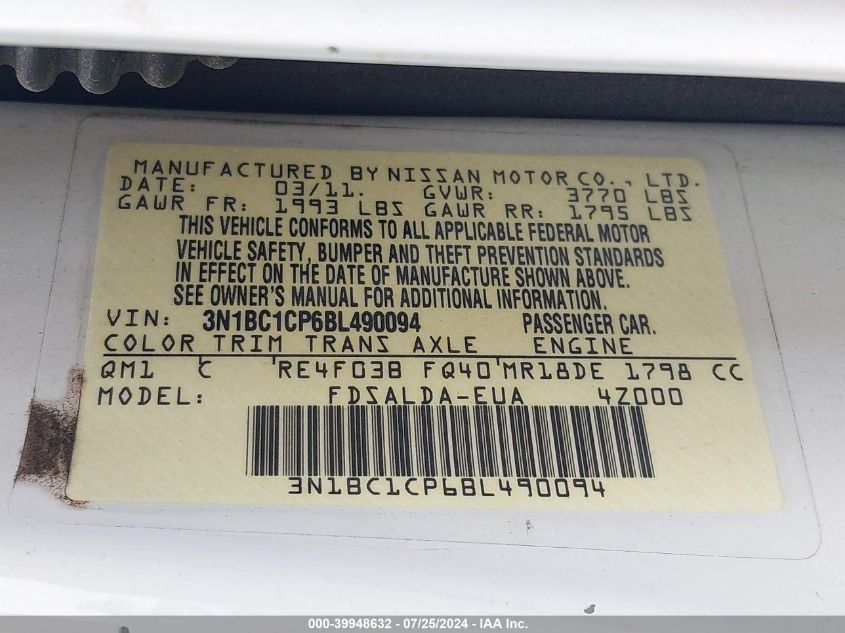 MANUFACTURED BY NISSAN MOTOR CO., LTD.
DATE: 03/11. GVWR: 3770 LBS
GAWR FR: 1993 LBS GAWR RR: 1795 LBS
THIS VEHICLE CONFORMS TO ALL APPLICABLE FEDERAL MOTOR
VEHICLE SAFETY, BUMPER AND THEFT PREVENTION STANDARDS
IN EFFECT ON THE DATE OF MANUFACTURE SHOWN ABOVE.
SEE OWNER'S MANUAL FOR ADDITIONAL INFORMATION.
VIN: 3N1BC1CP6BL490094 PASSENGER CAR.
COLOR TRIM TRANS AXLE ENGINE
QM1 C RE4F03B FQ40 MR18DE 1798 CC
MODEL: FDSALDA-EUA 4Z000
3N1BC1CP6BL490094
000-39948632 - 07/25/2024 - IAA Inc.